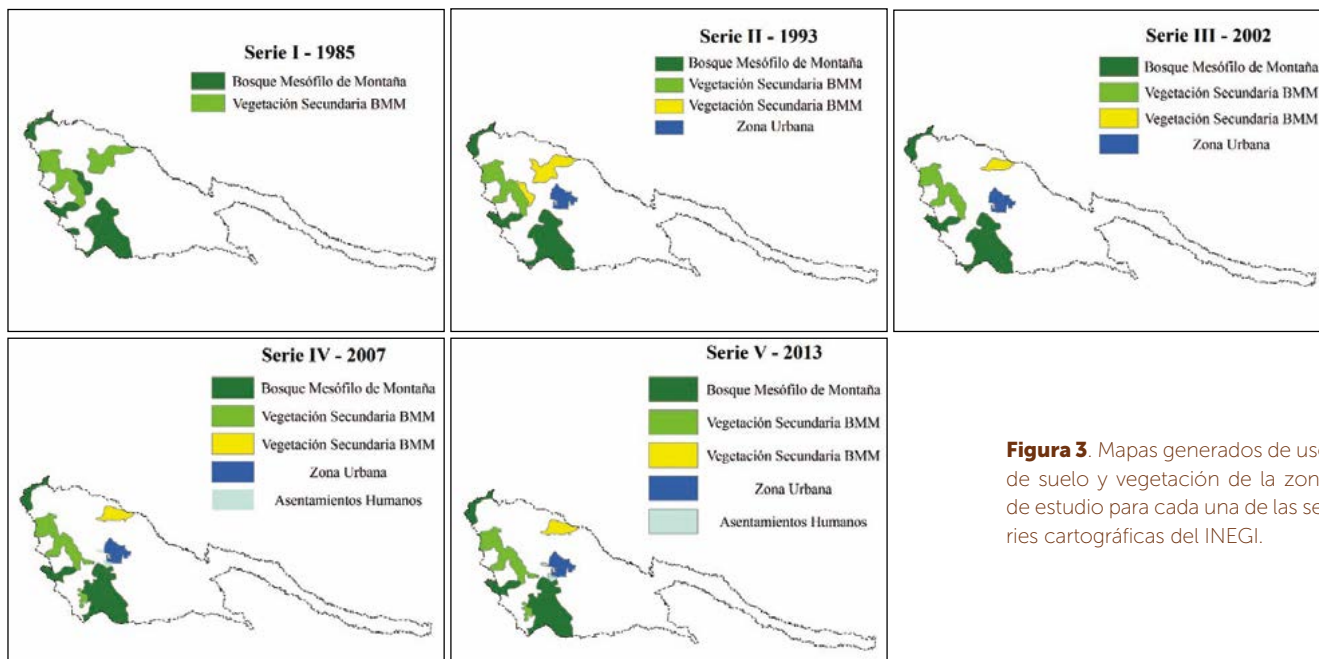 Serie I - 1985
Bosque Mesófilo de Montaña
Vegetación Secundaria BMM
Serie II - 1993
Bosque Mesófilo de Montaña
Vegetación Secundaria BMM
Vegetación Secundaria BMM
Zona Urbana
Serie III - 2002
Bosque Mesófilo de Montaña
Vegetación Secundaria BMM
Vegetación Secundaria BMM
Zona Urbana
Serie IV - 2007
Bosque Mesófilo de Montaña
Vegetación Secundaria BMM
Vegetación Secundaria BMM
Zona Urbana
Asentamientos Humanos
Serie V - 2013
Bosque Mesófilo de Montaña
Vegetación Secundaria BMM
Vegetación Secundaria BMM
Zona Urbana
Asentamientos Humanos
Figura 3. Mapas generados de uso
de suelo y vegetación de la zon
de estudio para cada una de las se
ries cartográficas del INEGI.